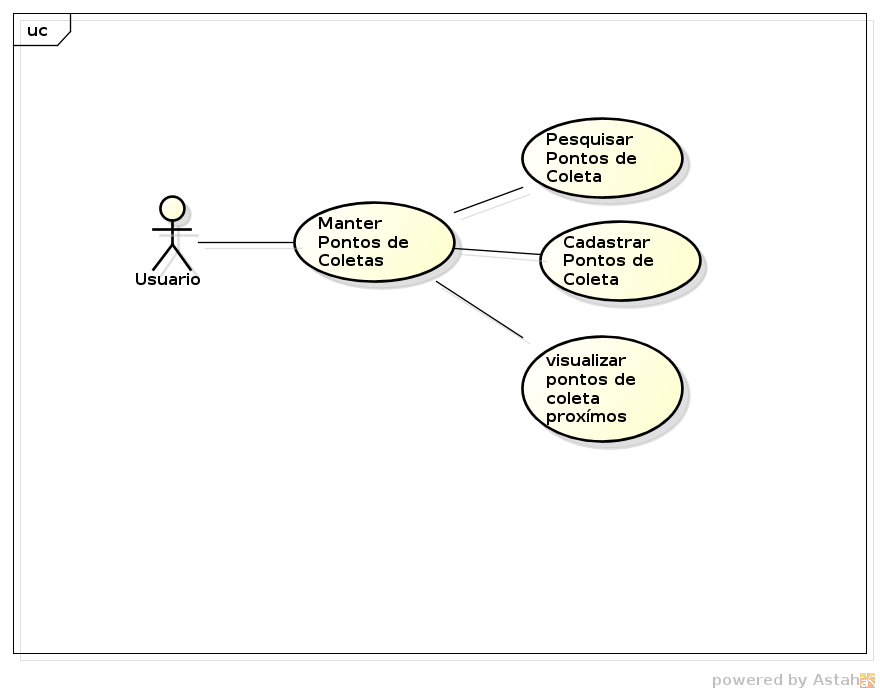 uc
Pesquisar
Pontos de
Coleta
Manter
Pontos de
Coletas
Cadastrar
Pontos de
Coleta
Usuario
visualizar
pontos de
coleta
proxímos
powered by Astah